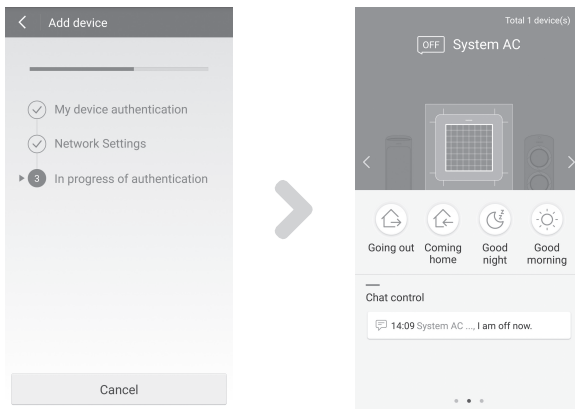 Add device
My device authentication
Network Settings
3 In progress of authentication
Cancel
Total 1 device(s)
OFF System AC
Going out
Coming
home
Good
night
Good
morning
Chat control
14:09 System AC ..., I am off now.